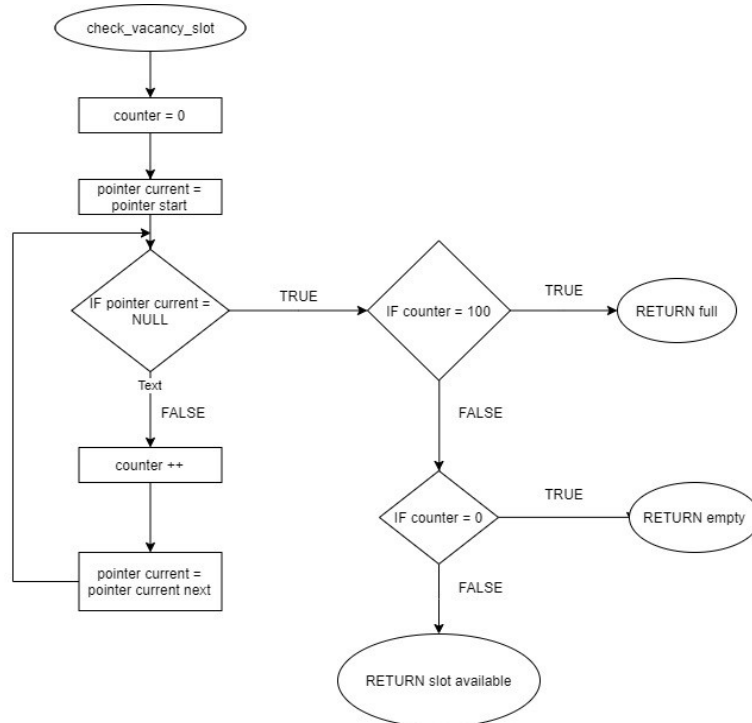 check_vacancy_slot
counter = 0
pointer current =
pointer start
IF pointer current =
NULL
TRUE
IF counter = 100
TRUE
RETURN full
Text
FALSE
FALSE
counter ++
IF counter = 0
TRUE
RETURN empty
pointer current =
pointer current next
FALSE
RETURN slot available